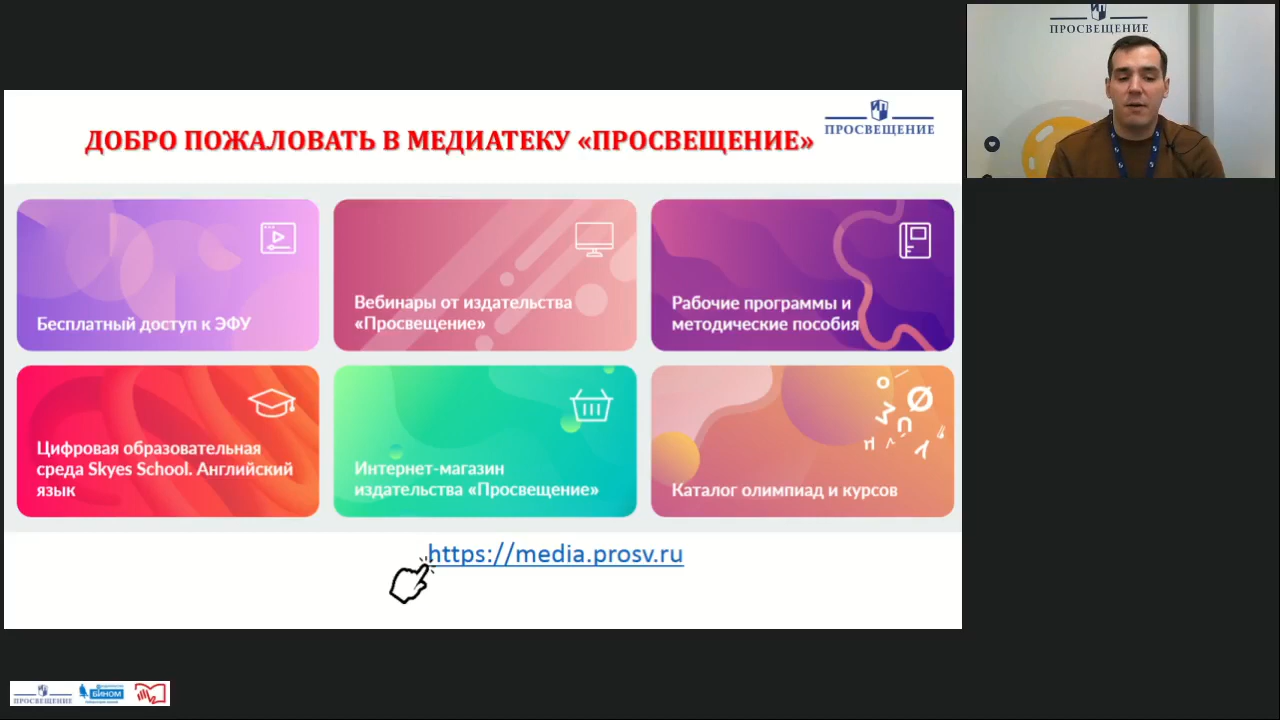 ПРОСВЕЩЕНИЕ
ДОБРО ПОЖАЛОВАТЬ В МЕДИАТЕКУ «ПРОСВЕЩЕНИЕ»
ПРОСВЕЩЕНИЕ
Бесплатный доступ к ЭФУ
Вебинары от издательства
«Просвещение»
Рабочие программы и
методические пособия
Цифровая образовательная
среда Skyes School. Английский
язык
Интернет-магазин
издательства «Просвещение»
Каталог олимпиад и курсов
https://media.prosv.ru
ПРОСВЕЩЕНИЕ
БИНОМ